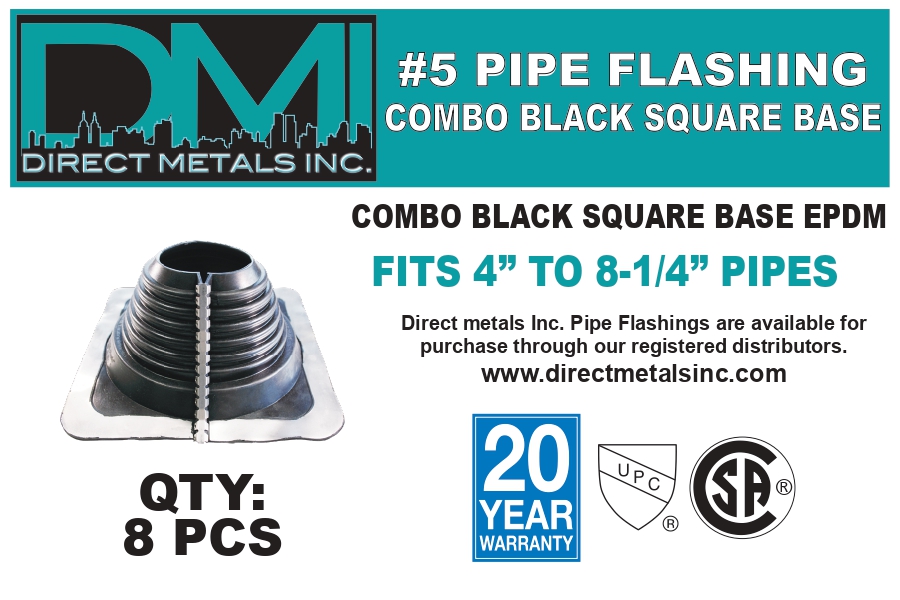 DMI
DIRECT METALS INC.
#5 PIPE FLASHING
COMBO BLACK SQUARE BASE
COMBO BLACK SQUARE BASE EPDM
FITS 4” TO 8-1/4” PIPES
Direct metals Inc. Pipe Flashings are available for
purchase through our registered distributors.
www.directmetalsinc.com
QTY:
8 PCS
20
YEAR
WARRANTY
UPC
®
CSA
®